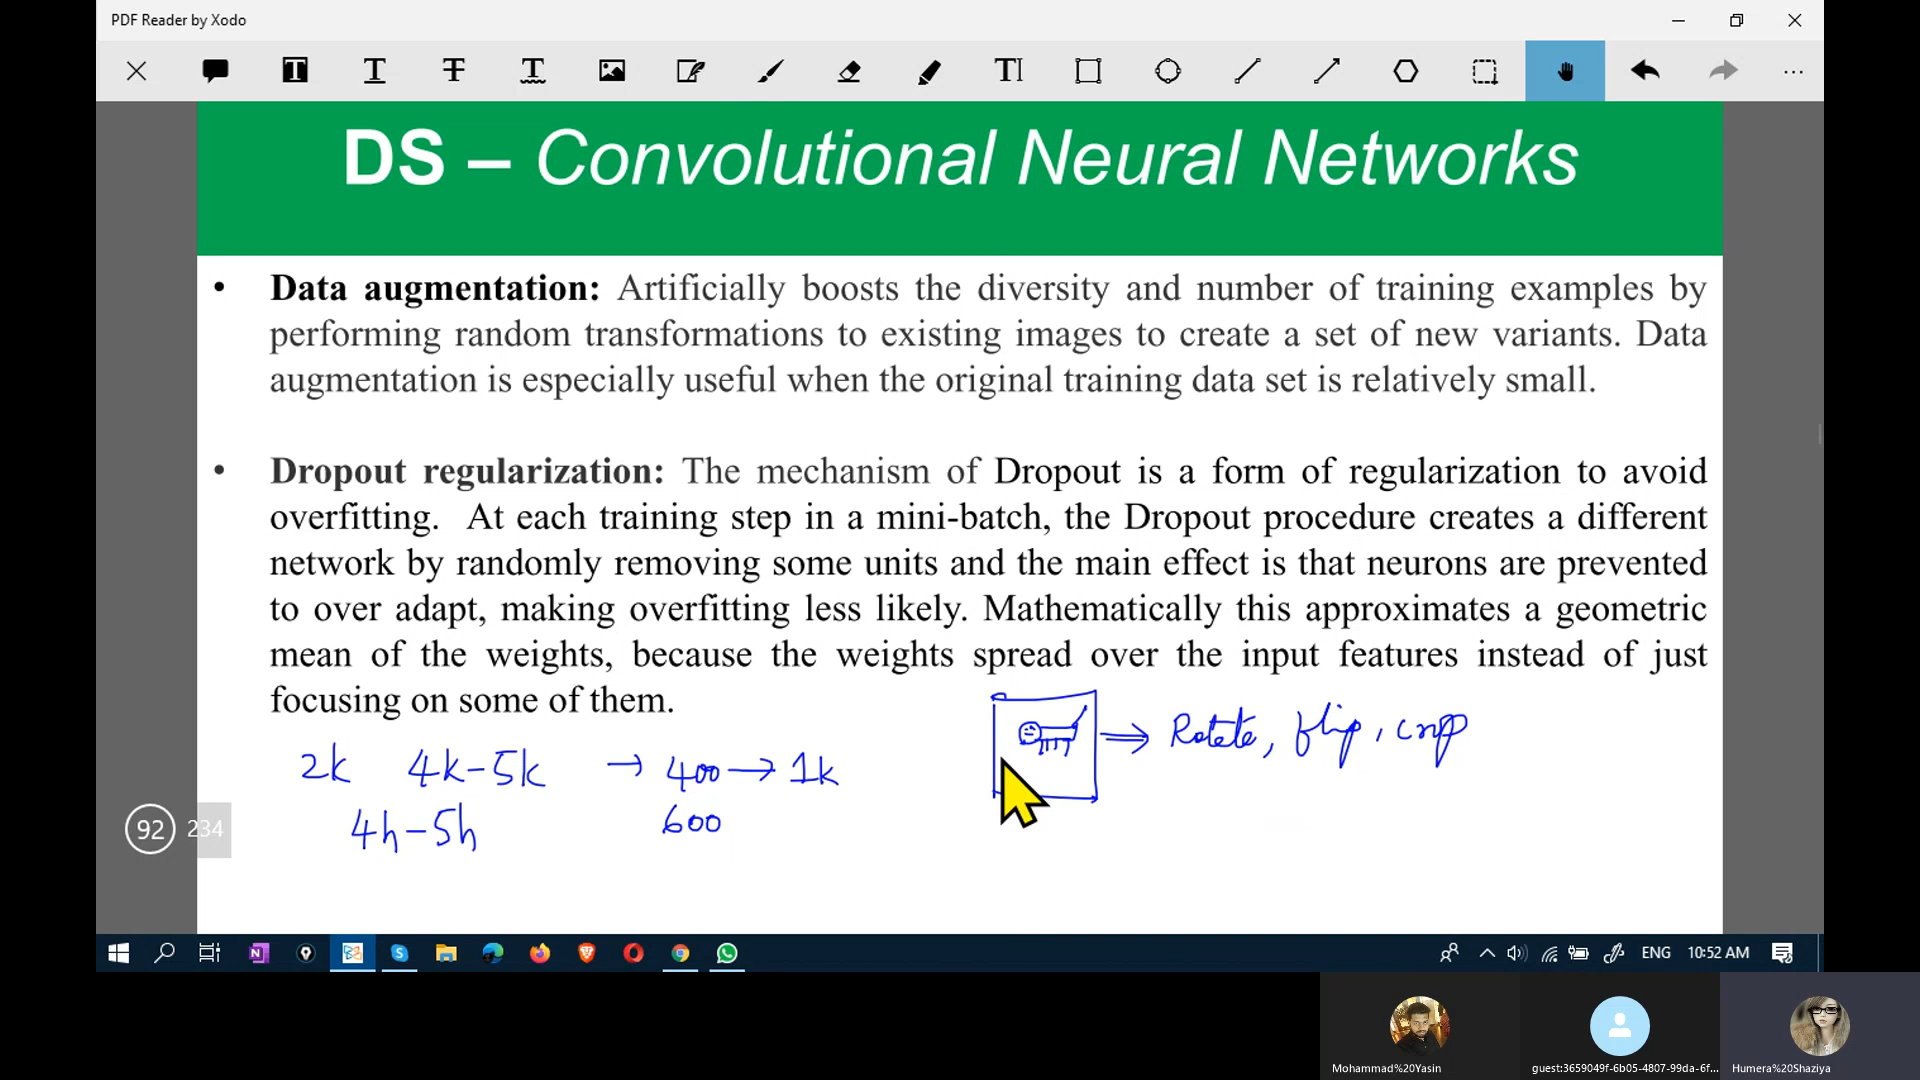 PDF Reader by Xodo
DS – Convolutional Neural Networks
• Data augmentation: Artificially boosts the diversity and number of training examples by
performing random transformations to existing images to create a set of new variants. Data
augmentation is especially useful when the original training data set is relatively small.
• Dropout regularization: The mechanism of Dropout is a form of regularization to avoid
overfitting. At each training step in a mini-batch, the Dropout procedure creates a different
network by randomly removing some units and the main effect is that neurons are prevented
to over adapt, making overfitting less likely. Mathematically this approximates a geometric
mean of the weights, because the weights spread over the input features instead of just
focusing on some of them.
⇒ Rotate, flip, crop
2k 4k-5k → 400 → 1k
4h-5h 600
92 234
ENG 10:52 AM
Mohammad%20Yasin guest:3659049f-6b05-4807-99da-6f... Humera%20Shaziya